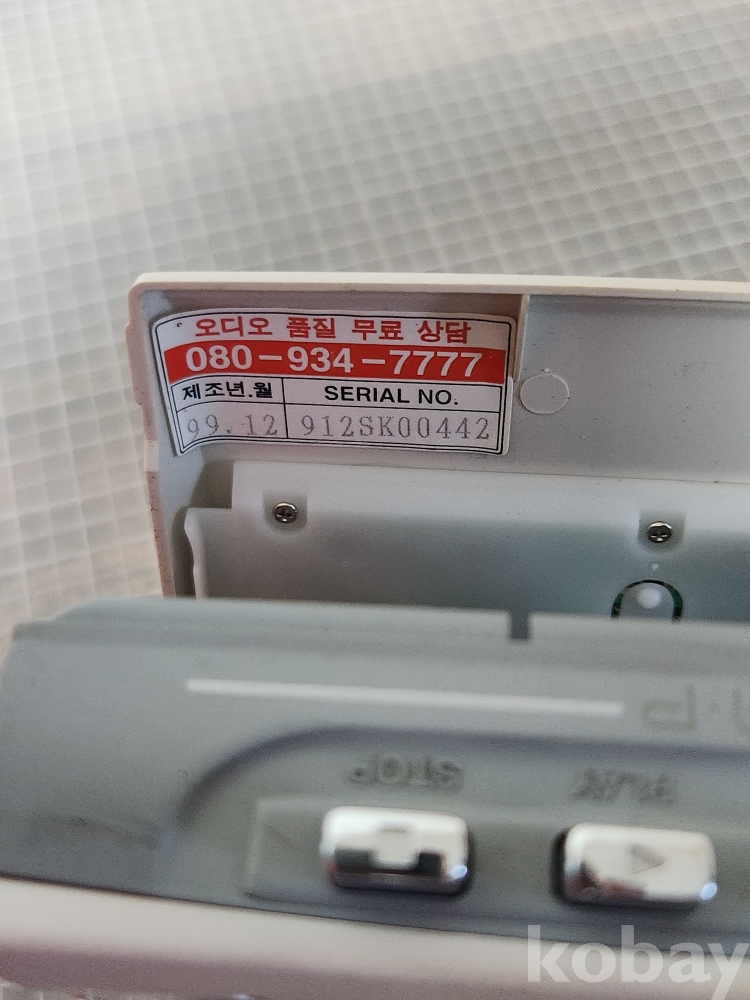 오디오 품질 무료 상담
080-934-7777
제조년.월 SERIAL NO.
99.12 912SK00442
STOP
PLAY
kobay